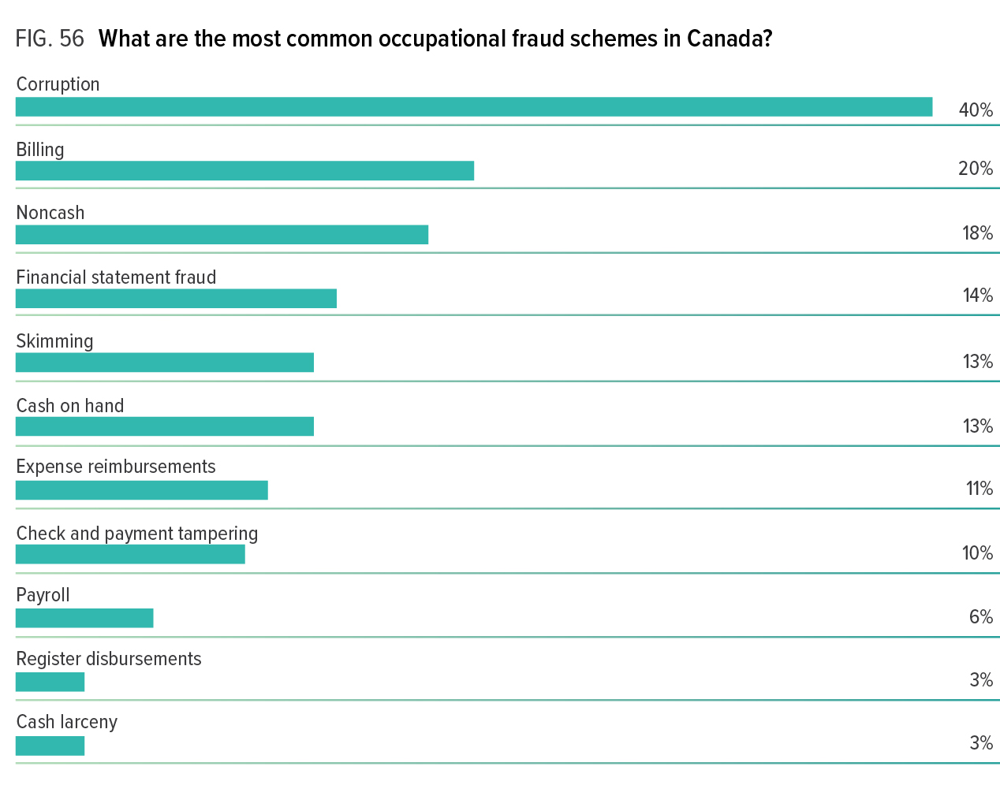 FIG. 56 What are the most common occupational fraud schemes in Canada?
Corruption
40%
Billing
20%
Noncash
18%
Financial statement fraud
14%
Skimming
13%
Cash on hand
13%
Expense reimbursements
11%
Check and payment tampering
10%
Payroll
6%
Register disbursements
3%
Cash larceny
3%